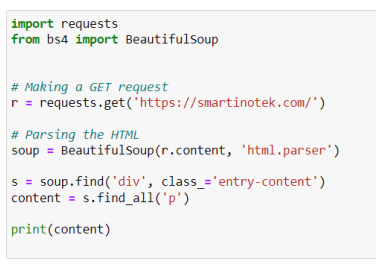 import requests
from bs4 import BeautifulSoup
# Making a GET request
r = requests.get('https://smartinotek.com/')
# Parsing the HTML
soup = BeautifulSoup(r.content, 'html.parser')
s = soup.find('div', class_='entry-content')
content = s.find_all('p')
print(content)